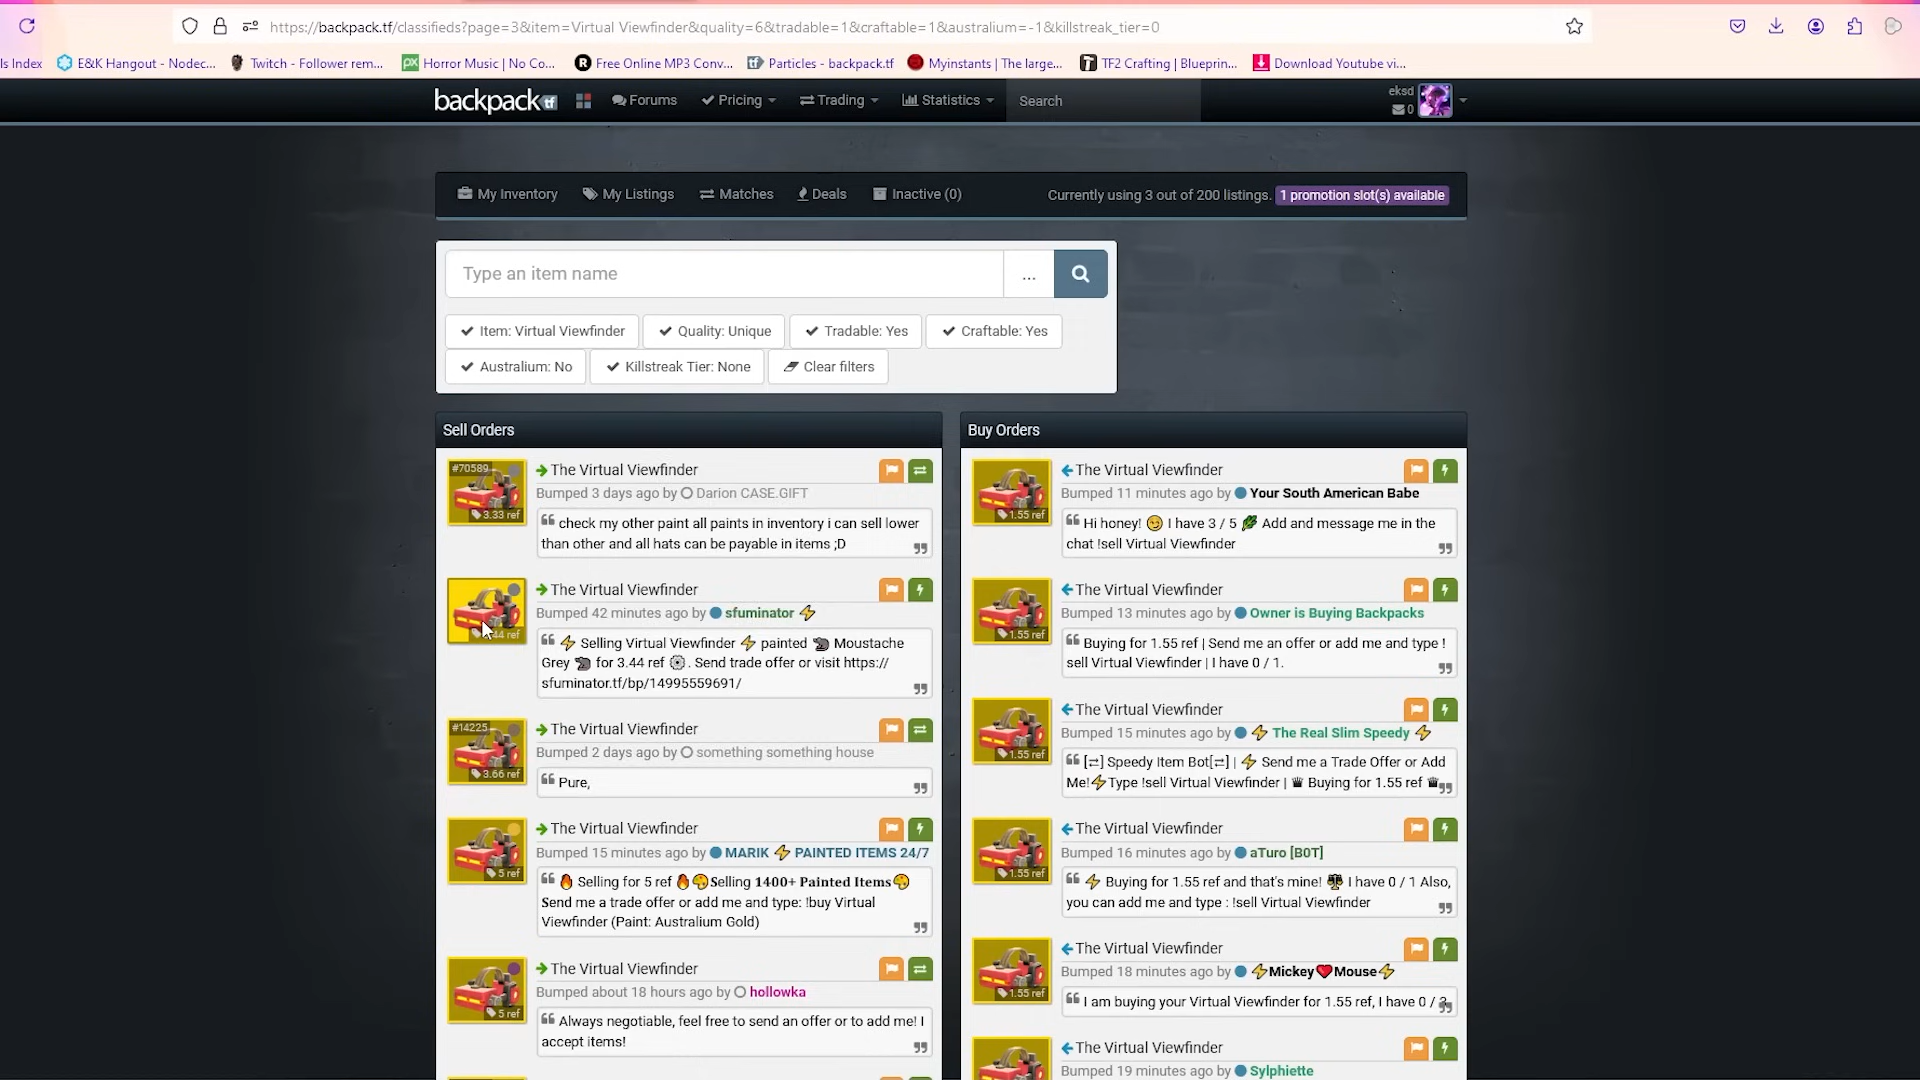 https://backpack.tf/classifieds?page=3&item=Virtual Viewfinder&quality=6&tradable=1&craftable=1&australium=-1&killstreak_tier=0
ls Index E&K Hangout - Nodec... Twitch - Follower rem... Horror Music | No Co... Free Online MP3 Conv... Particles - backpack.tf Myinstants | The large... TF2 Crafting | Blueprin... Download Youtube vi...
backpack tf Forums Pricing Trading Statistics Search eksd
0
My Inventory My Listings Matches Deals Inactive (0) Currently using 3 out of 200 listings. 1 promotion slot(s) available
Type an item name ...
Item: Virtual Viewfinder Quality: Unique Tradable: Yes Craftable: Yes
Australium: No Killstreak Tier: None Clear filters
Sell Orders
#70589
The Virtual Viewfinder
Bumped 3 days ago by Darion CASE.GIFT
3.33 ref
check my other paint all paints in inventory i can sell lower
than other and all hats can be payable in items ;D
The Virtual Viewfinder
Bumped 42 minutes ago by sfuminator ⚡
ref
⚡ Selling Virtual Viewfinder ⚡ painted Moustache
Grey for 3.44 ref . Send trade offer or visit https://
sfuminator.tf/bp/14995559691/
#14225
The Virtual Viewfinder
Bumped 2 days ago by something something house
3.66 ref
Pure,
The Virtual Viewfinder
Bumped 15 minutes ago by MARIK ⚡ PAINTED ITEMS 24/7
5 ref
🔥 Selling for 5 ref 🔥🎨Selling 1400+ Painted Items🎨
Send me a trade offer or add me and type: !buy Virtual
Viewfinder (Paint: Australium Gold)
The Virtual Viewfinder
Bumped about 18 hours ago by hollowka
5 ref
Always negotiable, feel free to send an offer or to add me! I
accept items!
Buy Orders
The Virtual Viewfinder
Bumped 11 minutes ago by Your South American Babe
1.55 ref
Hi honey! 😏 I have 3 / 5 🌿 Add and message me in the
chat !sell Virtual Viewfinder
The Virtual Viewfinder
Bumped 13 minutes ago by Owner is Buying Backpacks
1.55 ref
Buying for 1.55 ref | Send me an offer or add me and type !
sell Virtual Viewfinder | I have 0 / 1.
The Virtual Viewfinder
Bumped 15 minutes ago by ⚡ The Real Slim Speedy ⚡
1.55 ref
[⇄] Speedy Item Bot[⇄] | ⚡ Send me a Trade Offer or Add
Me!⚡Type !sell Virtual Viewfinder | ♛ Buying for 1.55 ref ♛
The Virtual Viewfinder
Bumped 16 minutes ago by aTuro [B0T]
1.55 ref
⚡ Buying for 1.55 ref and that's mine! I have 0 / 1 Also,
you can add me and type : !sell Virtual Viewfinder
The Virtual Viewfinder
Bumped 18 minutes ago by ⚡Mickey❤Mouse⚡
1.55 ref
I am buying your Virtual Viewfinder for 1.55 ref, I have 0 /
The Virtual Viewfinder
Bumped 19 minutes ago by Sylphiette